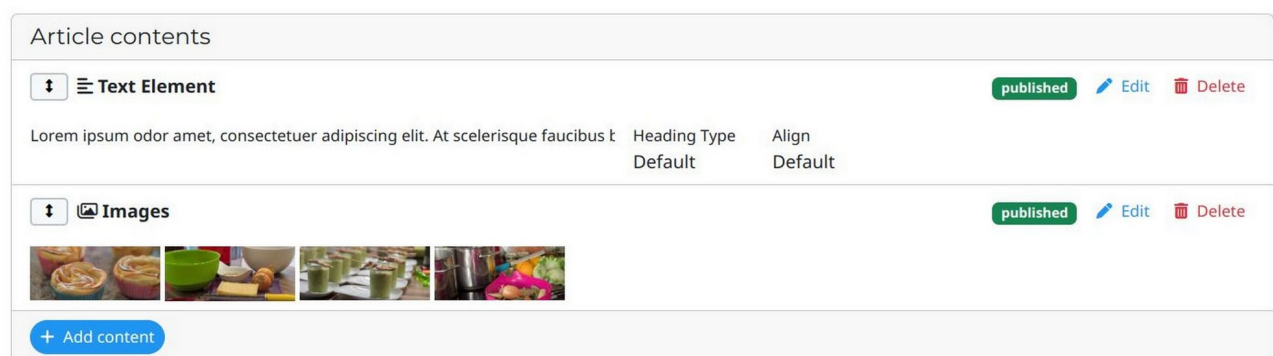 Article contents
Text Element
published
Edit
Delete
Lorem ipsum odor amet, consectetuer adipiscing elit. At scelerisque faucibus
Heading Type
Align
Default
Default
Images
published
Edit
Delete
+ Add content